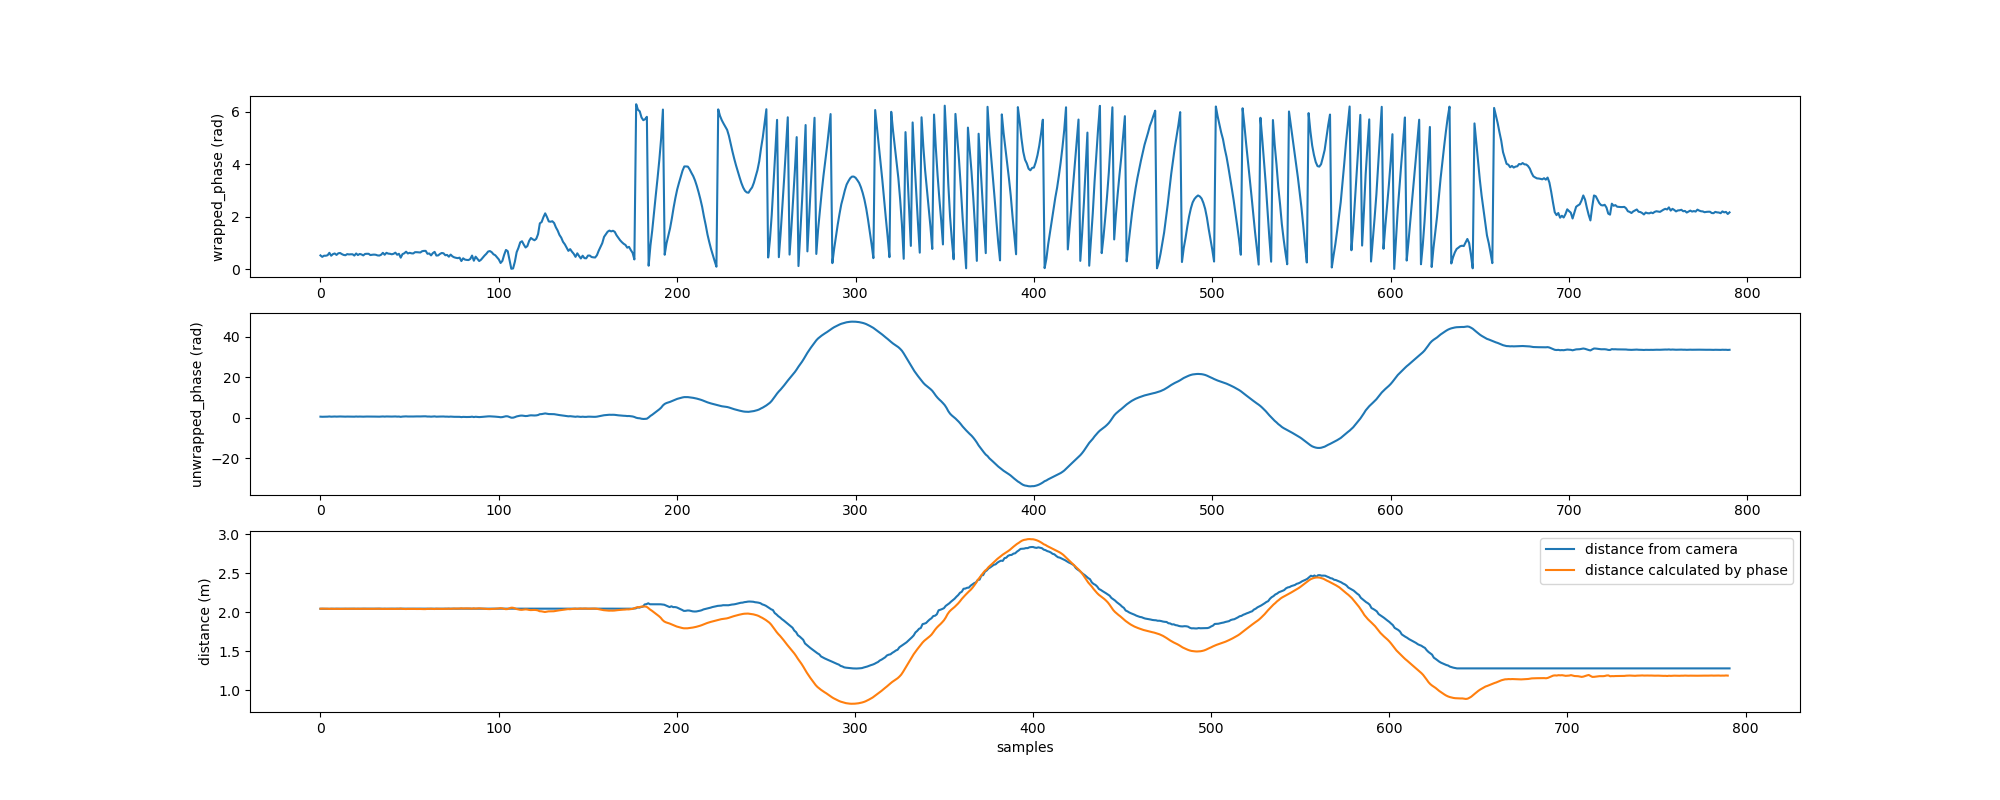 wrapped_phase (rad)
6
4
2
0
0 100 200 300 400 500 600 700 800
unwrapped_phase (rad)
40
20
0
−20
0 100 200 300 400 500 600 700 800
distance (m)
3.0
2.5
2.0
1.5
1.0
distance from camera
distance calculated by phase
0 100 200 300 400 500 600 700 800
samples